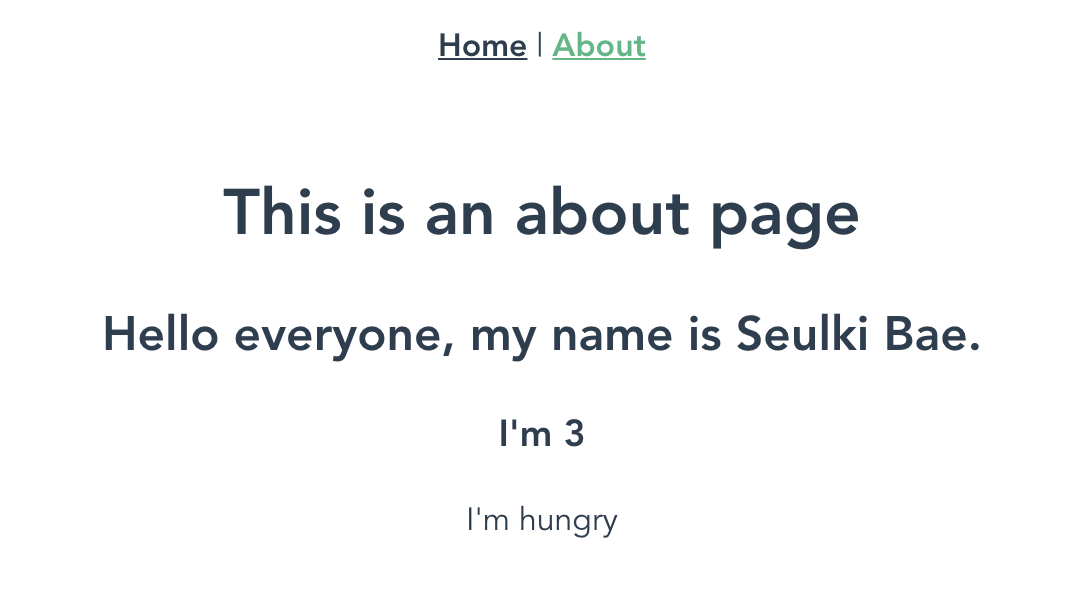 Home | About
This is an about page
Hello everyone, my name is Seulki Bae.
I'm 3
I'm hungry